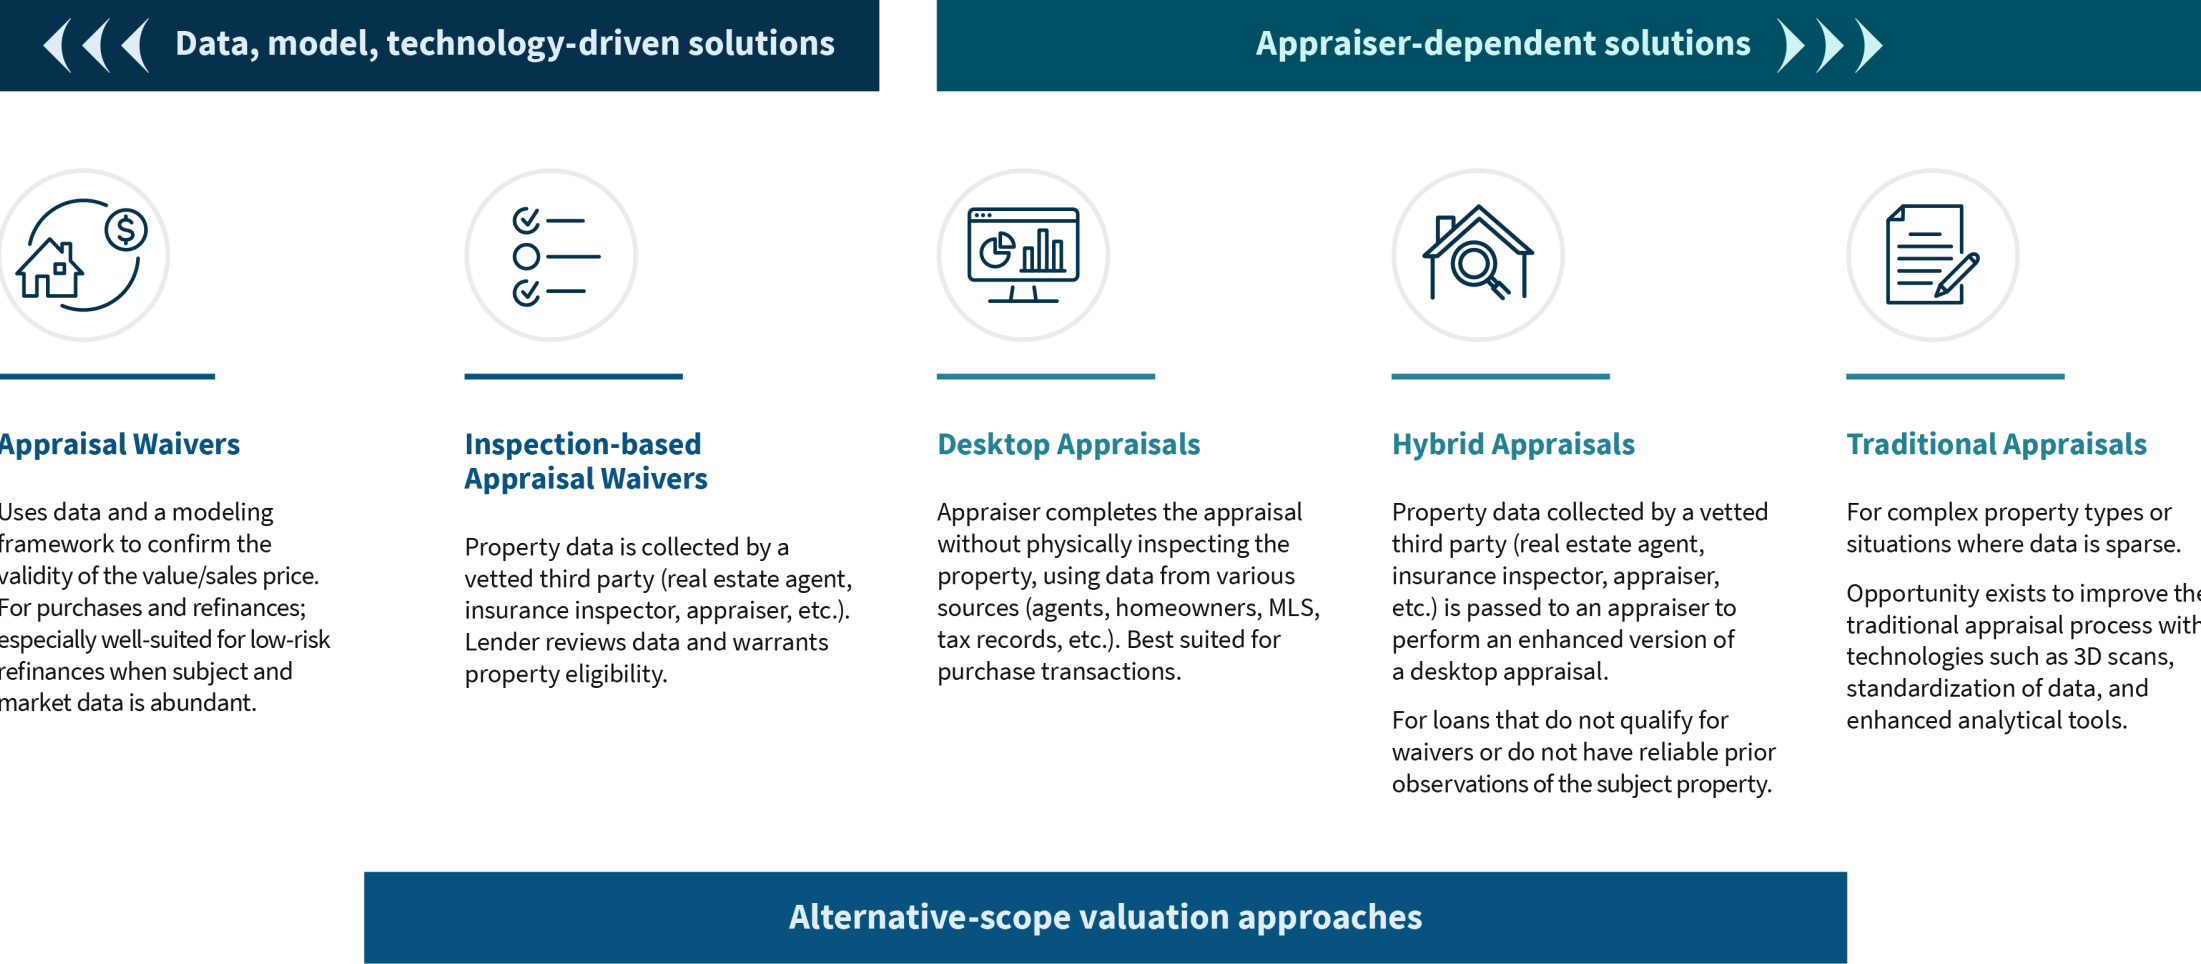 Data, model, technology-driven solutions
Appraiser-dependent solutions
Appraisal Waivers
Uses data and a modeling
framework to confirm the
validity of the value/sales price.
For purchases and refinances;
especially well-suited for low-risk
refinances when subject and
market data is abundant.
Inspection-based
Appraisal Waivers
Property data is collected by a
vetted third party (real estate agent,
insurance inspector, appraiser, etc.).
Lender reviews data and warrants
property eligibility.
Desktop Appraisals
Appraiser completes the appraisal
without physically inspecting the
property, using data from various
sources (agents, homeowners, MLS,
tax records, etc.). Best suited for
purchase transactions.
Hybrid Appraisals
Property data collected by a vetted
third party (real estate agent,
insurance inspector, appraiser,
etc.) is passed to an appraiser to
perform an enhanced version of
a desktop appraisal.
For loans that do not qualify for
waivers or do not have reliable prior
observations of the subject property.
Traditional Appraisals
For complex property types or
situations where data is sparse.
Opportunity exists to improve the
traditional appraisal process with
technologies such as 3D scans,
standardization of data, and
enhanced analytical tools.
Alternative-scope valuation approaches